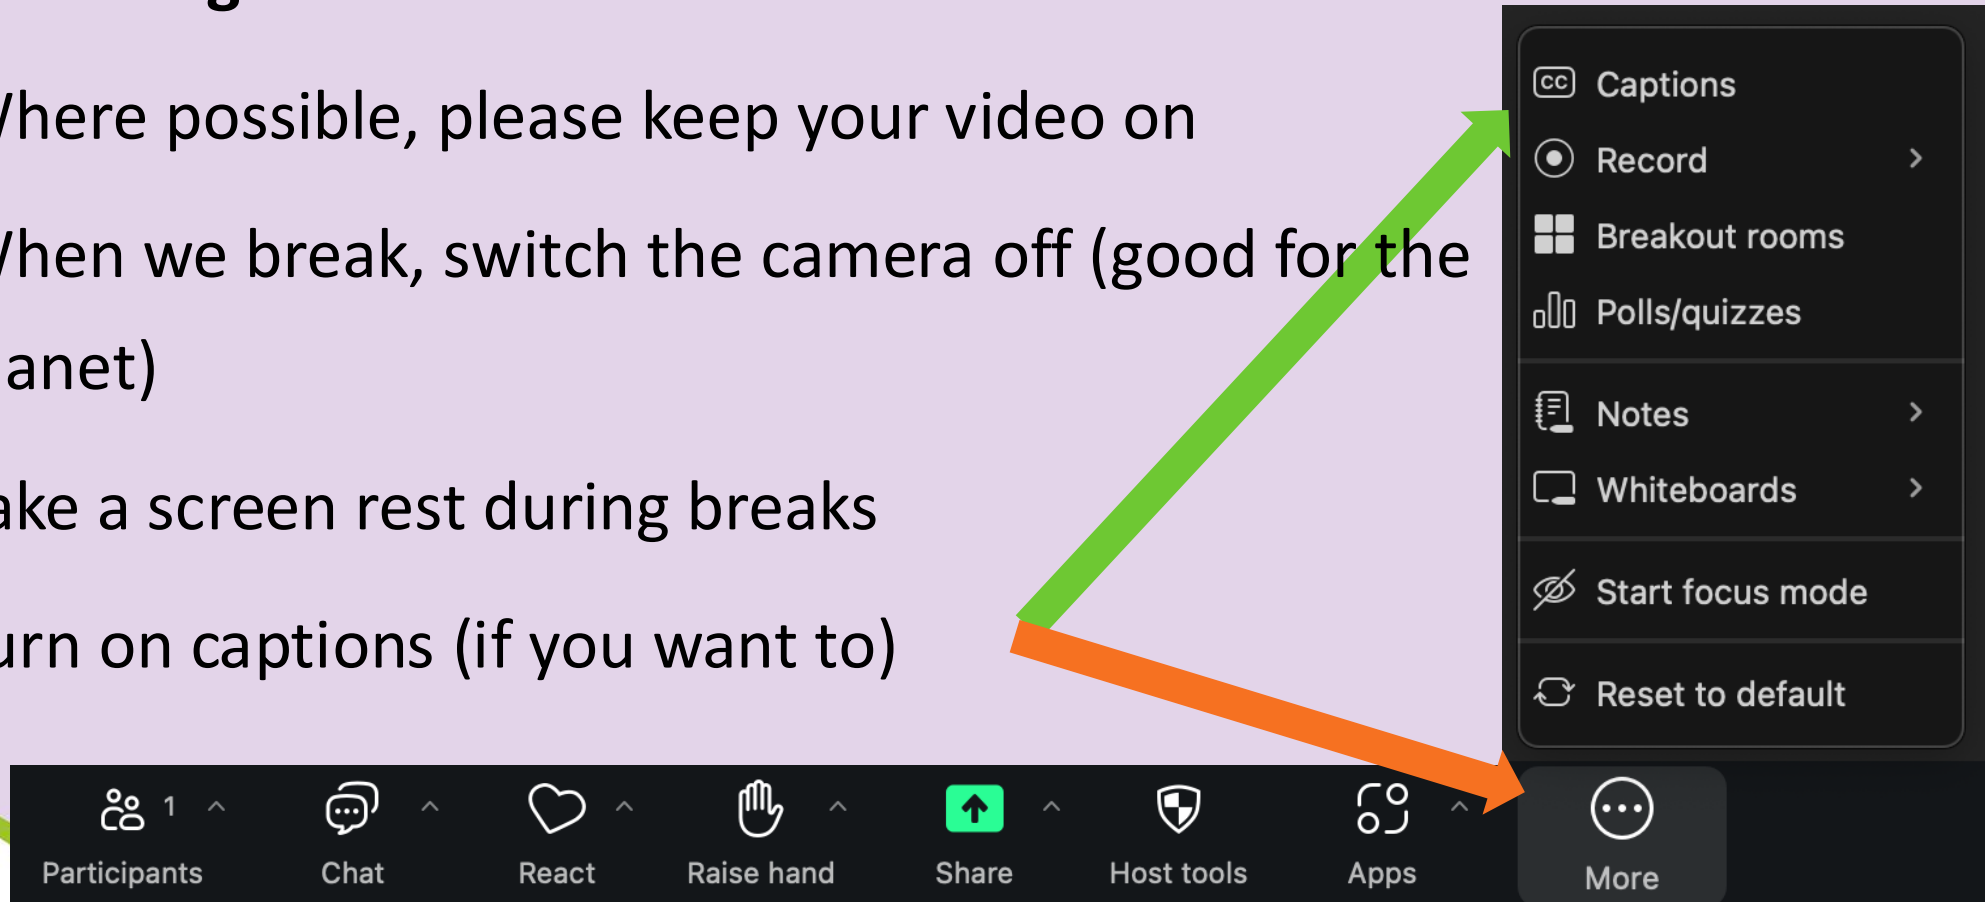 here possible, please keep your video on
hen we break, switch the camera off (good for the
anet)
ake a screen rest during breaks
urn on captions (if you want to)
CC Captions
Record
Breakout rooms
Polls/quizzes
Notes
Whiteboards
Start focus mode
Reset to default
1
Participants Chat React Raise hand Share Host tools Apps More